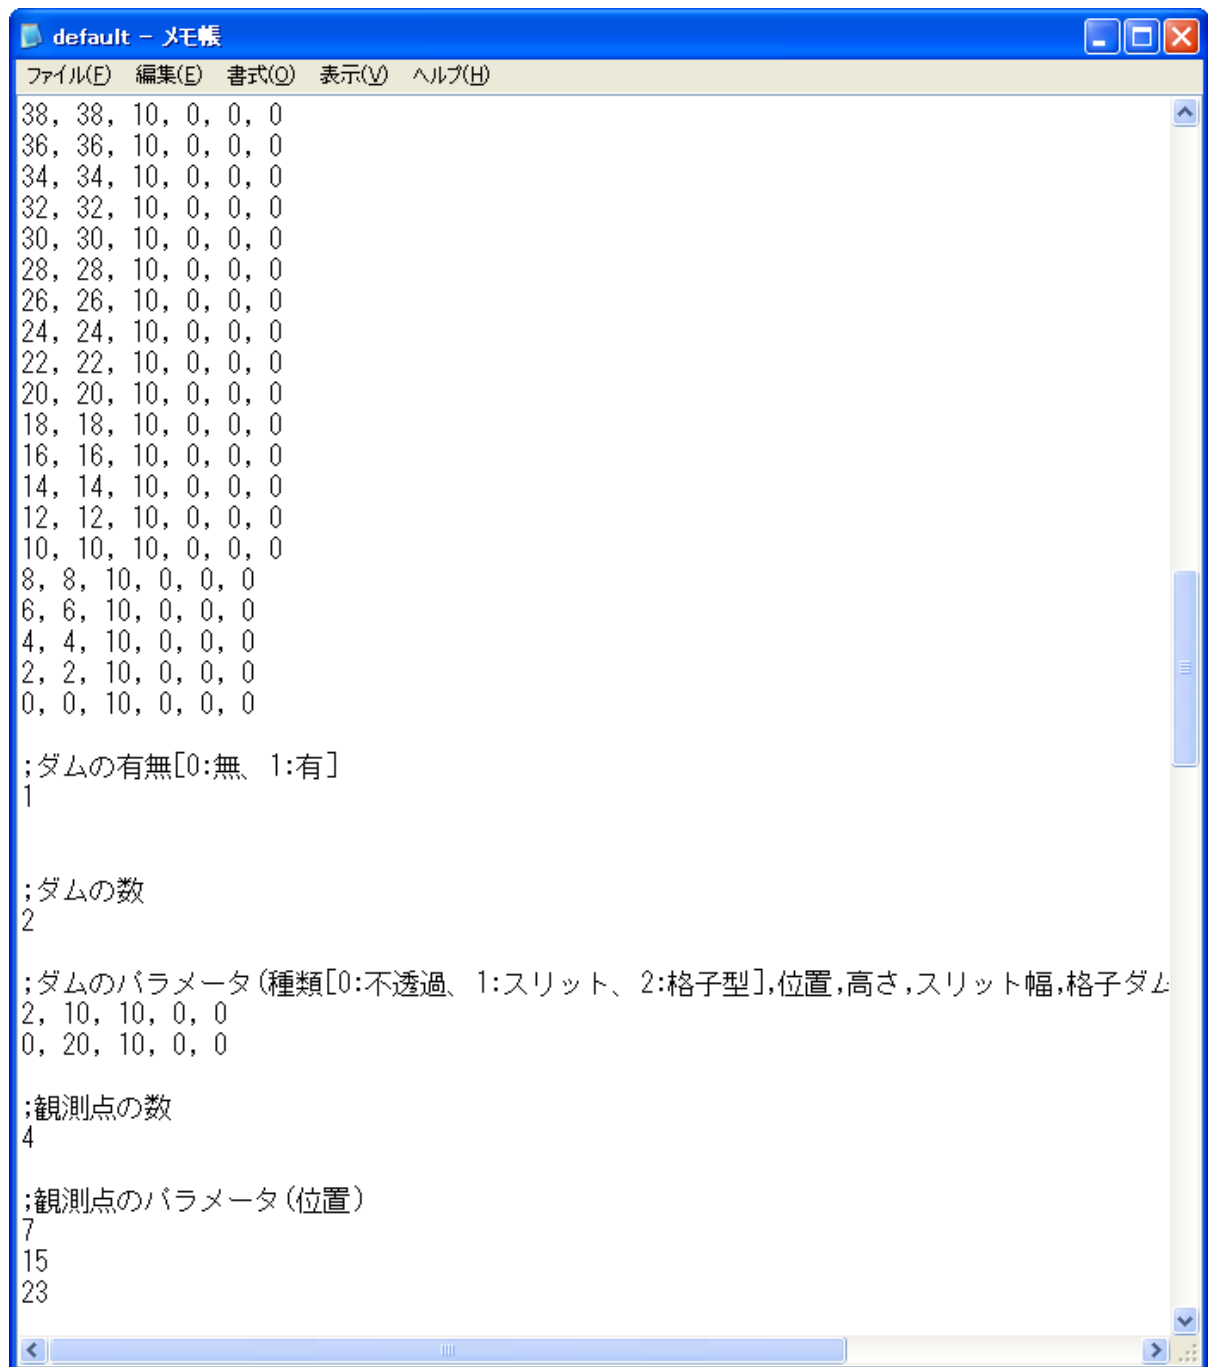 default - メモ帳
ファイル(F) 編集(E) 書式(O) 表示(V) ヘルプ(H)
38, 38, 10, 0, 0, 0
36, 36, 10, 0, 0, 0
34, 34, 10, 0, 0, 0
32, 32, 10, 0, 0, 0
30, 30, 10, 0, 0, 0
28, 28, 10, 0, 0, 0
26, 26, 10, 0, 0, 0
24, 24, 10, 0, 0, 0
22, 22, 10, 0, 0, 0
20, 20, 10, 0, 0, 0
18, 18, 10, 0, 0, 0
16, 16, 10, 0, 0, 0
14, 14, 10, 0, 0, 0
12, 12, 10, 0, 0, 0
10, 10, 10, 0, 0, 0
8, 8, 10, 0, 0, 0
6, 6, 10, 0, 0, 0
4, 4, 10, 0, 0, 0
2, 2, 10, 0, 0, 0
0, 0, 10, 0, 0, 0
;ダムの有無[0:無、1:有]
1
;ダムの数
2
;ダムのパラメータ(種類[0:不透過、1:スリット、2:格子型],位置,高さ,スリット幅,格子ダム
2, 10, 10, 0, 0
0, 20, 10, 0, 0
;観測点の数
4
;観測点のパラメータ(位置)
7
15
23